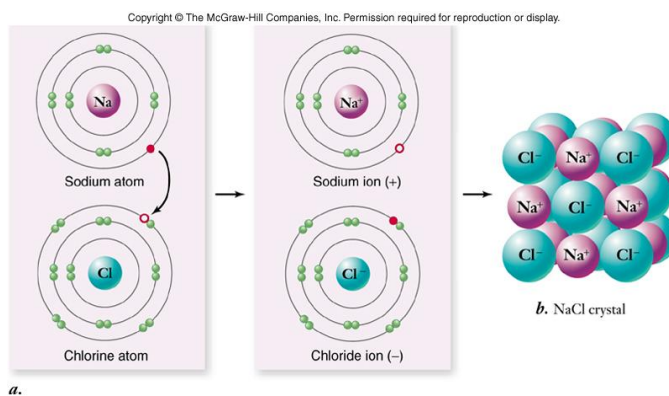 Copyright © The McGraw-Hill Companies, Inc. Permission required for reproduction or display.
Na
Sodium atom
Cl
Chlorine atom
a.
Na⁺
Sodium ion (+)
Cl⁻
Chloride ion (−)
Cl⁻ Na⁺ Cl⁻
Na⁺ Cl⁻ Na⁺
Cl⁻ Na⁺ Cl⁻
b. NaCl crystal